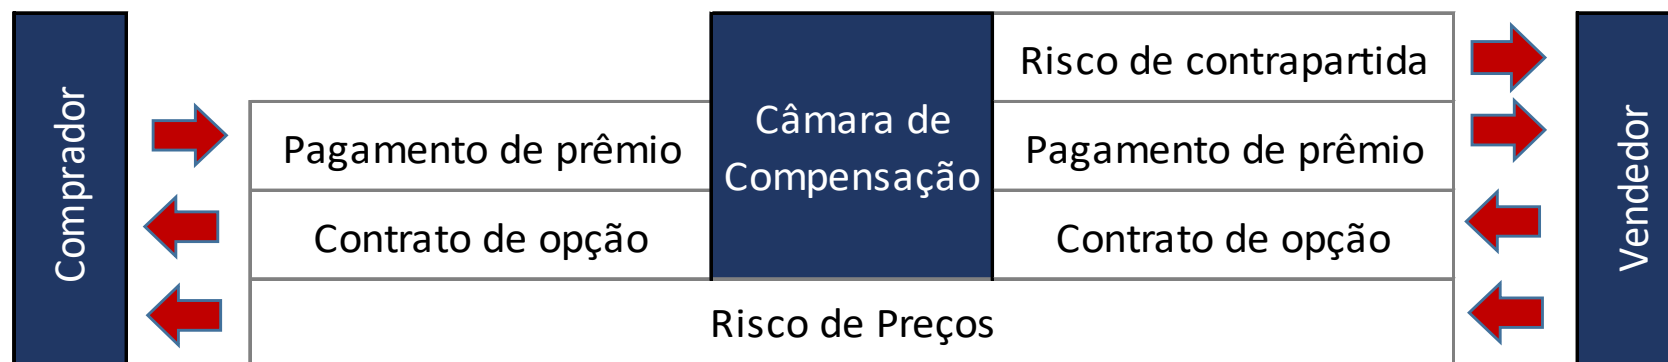 Comprador
Risco de contrapartida
Câmara de
Compensação
Pagamento de prêmio
Pagamento de prêmio
Contrato de opção
Contrato de opção
Risco de Preços
Vendedor